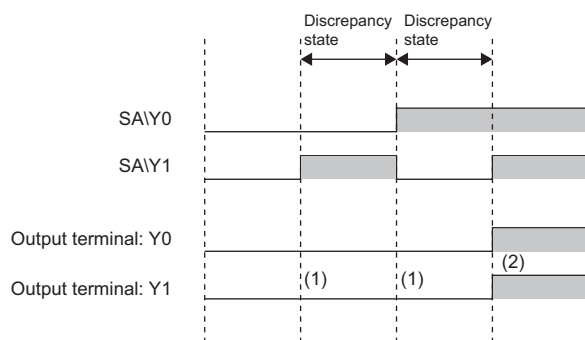 Discrepancy state
Discrepancy state
SA\Y0
SA\Y1
Output terminal: Y0
(2)
Output terminal: Y1
(1)
(1)